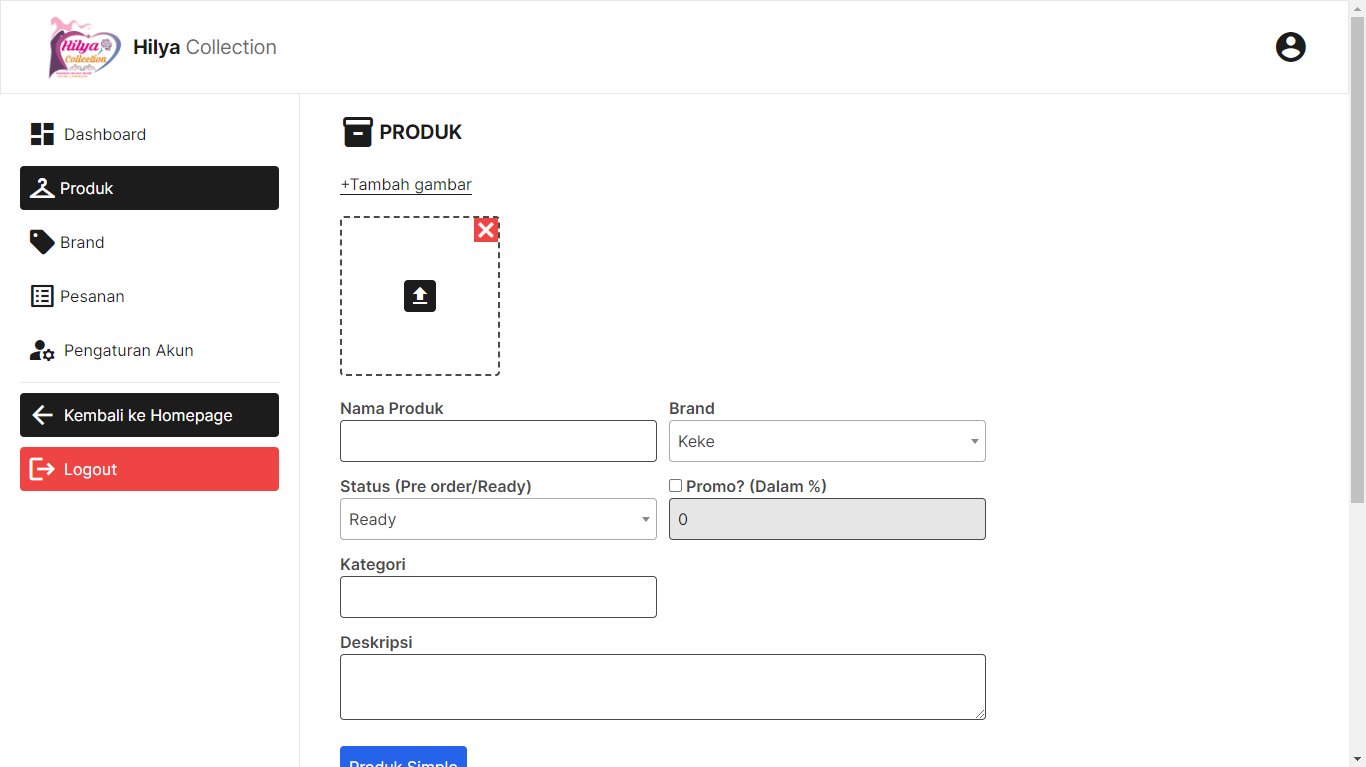 Hilya
Collection
Hilya Collection
Dashboard
Produk
Brand
Pesanan
Pengaturan Akun
Kembali ke Homepage
Logout
PRODUK
+Tambah gambar
Nama Produk
Brand
Keke
Status (Pre order/Ready)
Promo? (Dalam %)
Ready
0
Kategori
Deskripsi
Produk Simple